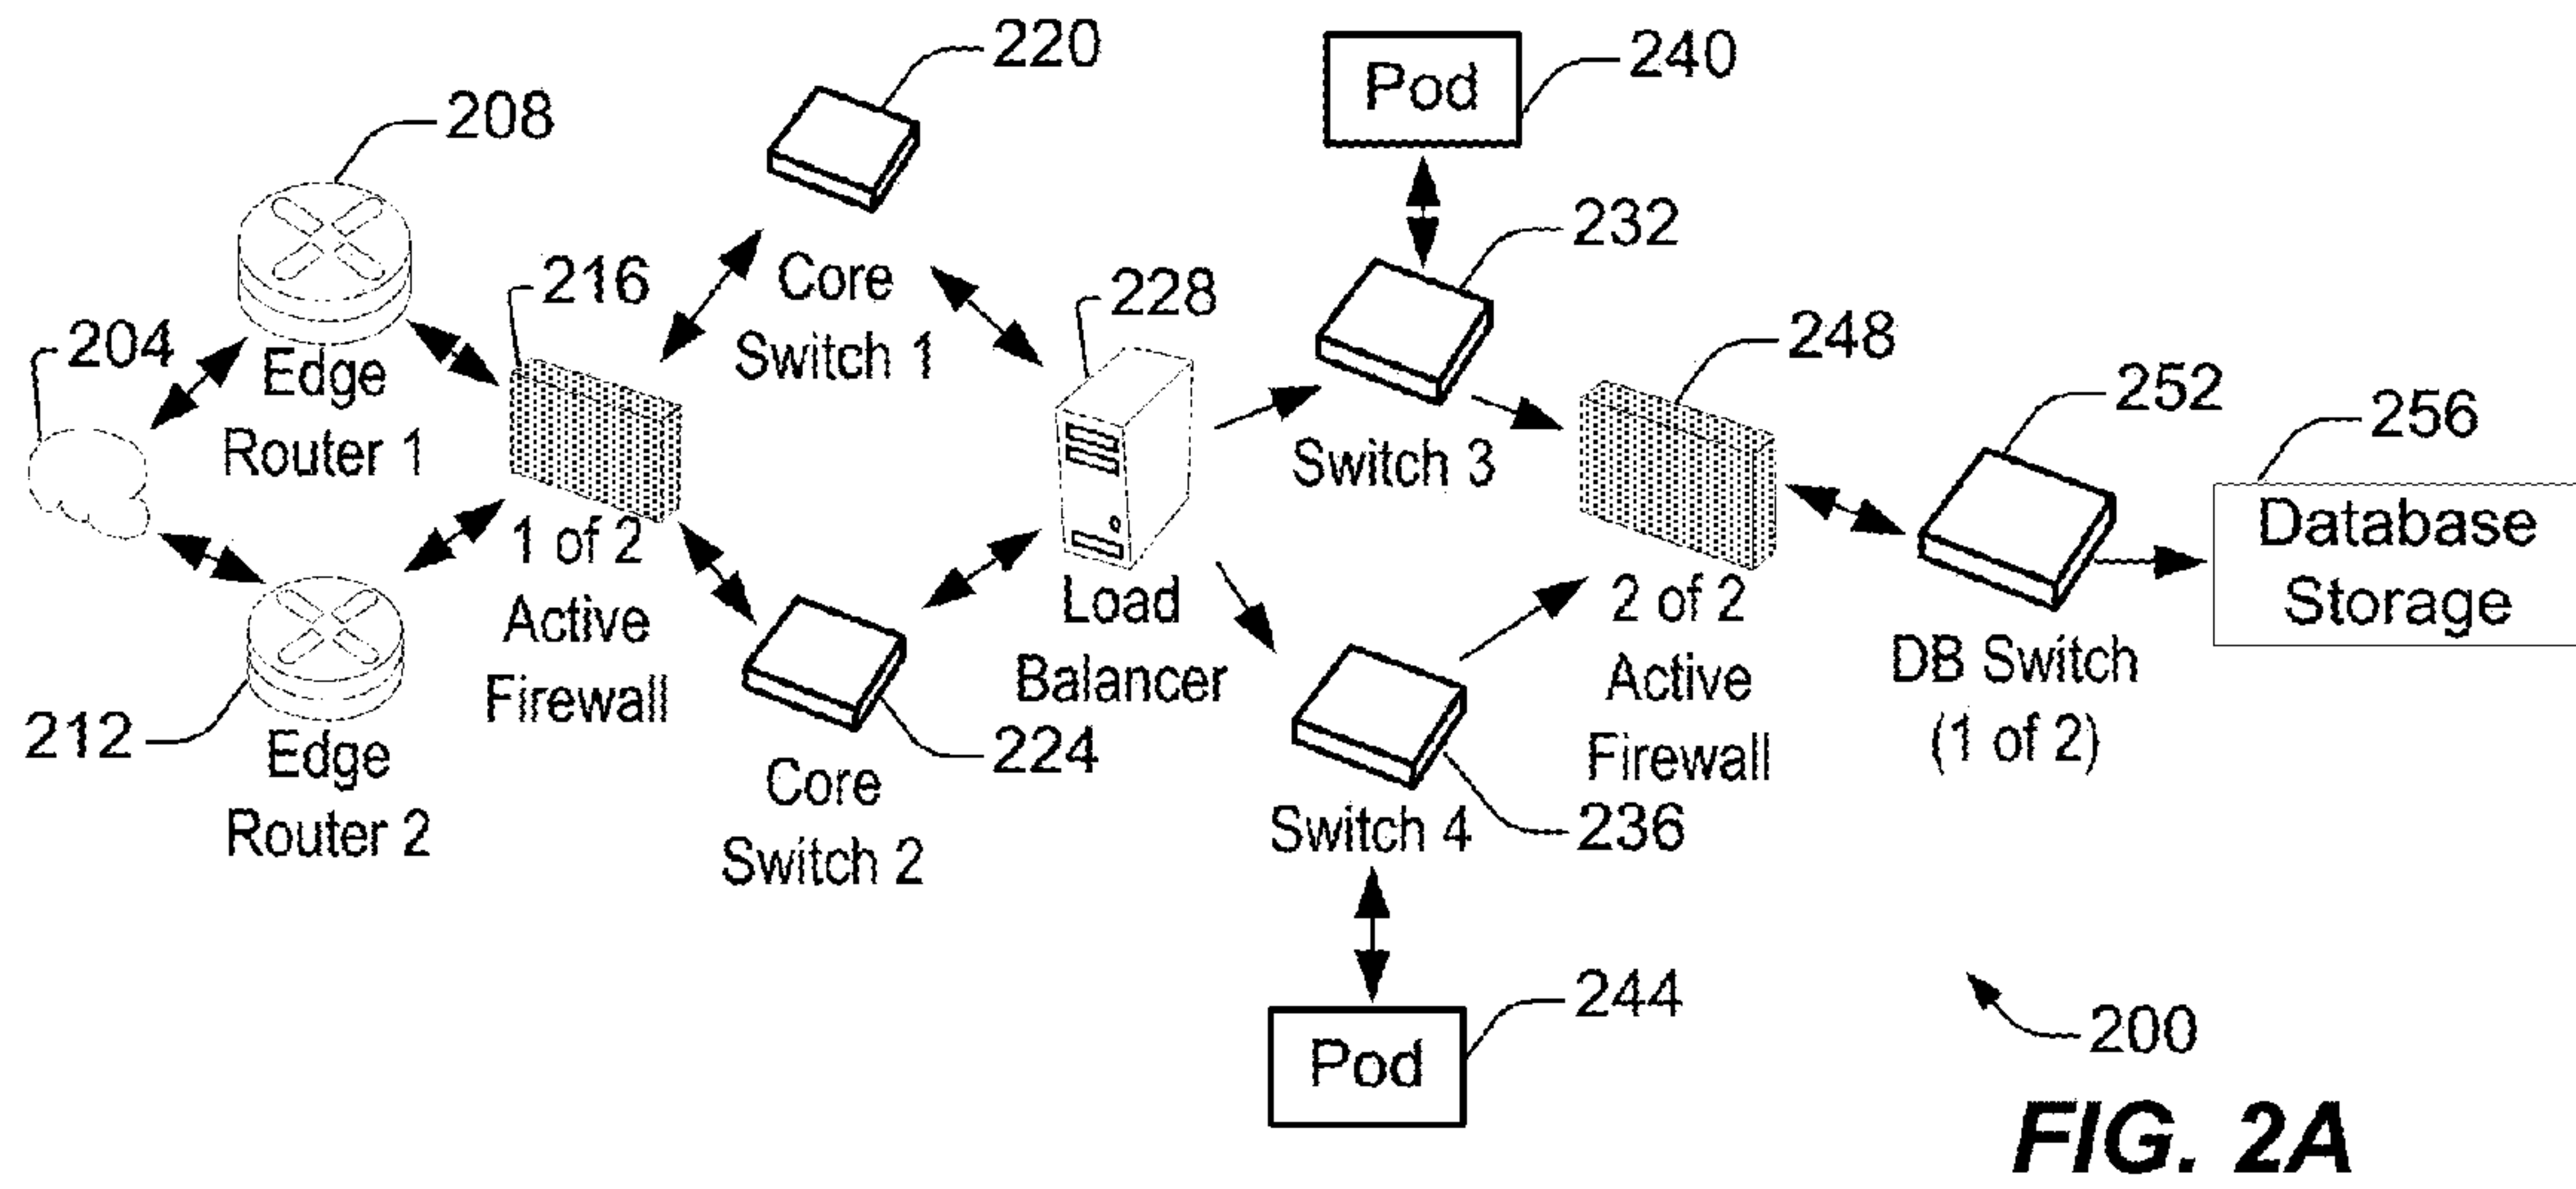 220
Pod
240
208
232
216
Core
Switch 1
228
204
Edge
Router 1
248
252
256
Switch 3
Database
Storage
1 of 2
Active
Firewall
Load
Balancer
2 of 2
Active
Firewall
DB Switch
(1 of 2)
212
Edge
Router 2
224
Core
Switch 2
Switch 4
236
244
Pod
200
FIG. 2A